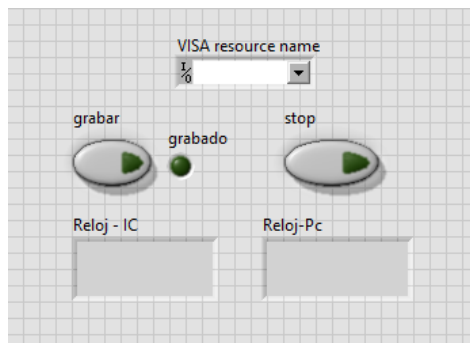 VISA resource name
I/O
grabar
grabado
stop
Reloj - IC
Reloj-Pc